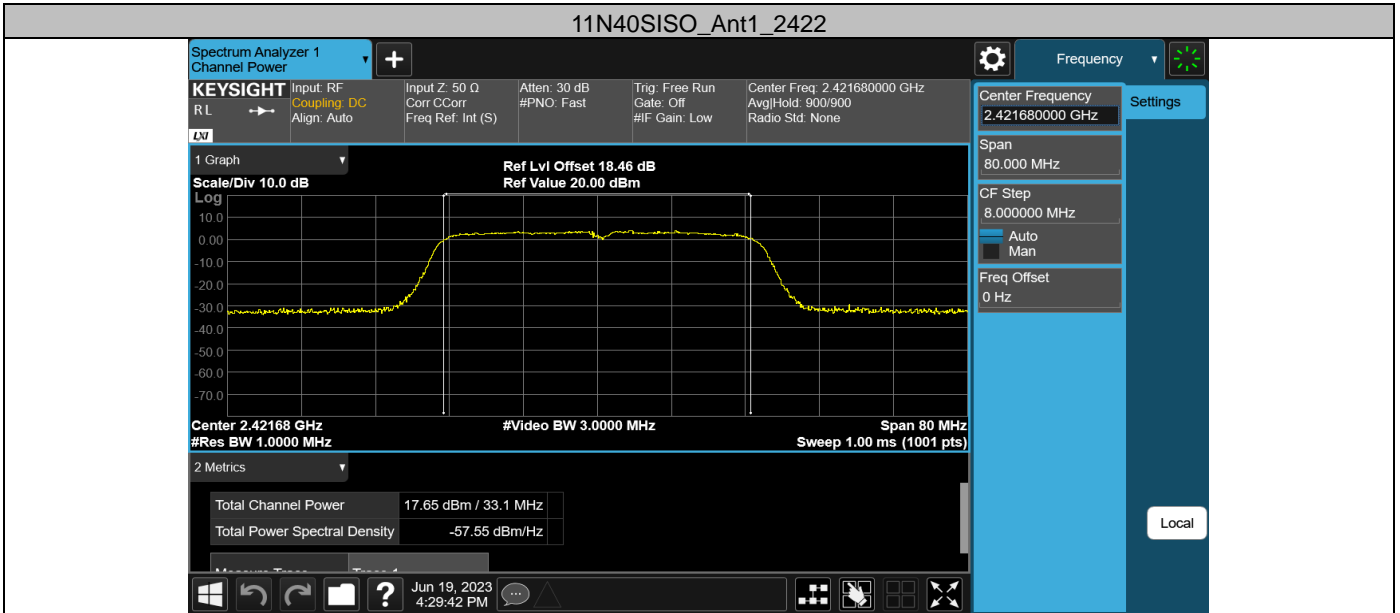 11N40SISO_Ant1_2422
Spectrum Analyzer 1
Channel Power
+
Frequency
KEYSIGHT
R L
LXI
Input: RF
Coupling: DC
Align: Auto
Input Z: 50 Ω
Corr CCorr
Freq Ref: Int (S)
Atten: 30 dB
#PNO: Fast
Trig: Free Run
Gate: Off
#IF Gain: Low
Center Freq: 2.421680000 GHz
Avg|Hold: 900/900
Radio Std: None
Center Frequency
2.421680000 GHz
Settings
Span
80.000 MHz
CF Step
8.000000 MHz
Auto
Man
Freq Offset
0 Hz
Local
1 Graph
Scale/Div 10.0 dB
Ref Lvl Offset 18.46 dB
Ref Value 20.00 dBm
Log
10.0
0.00
-10.0
-20.0
-30.0
-40.0
-50.0
-60.0
-70.0
Center 2.42168 GHz
#Video BW 3.0000 MHz
Span 80 MHz
#Res BW 1.0000 MHz
Sweep 1.00 ms (1001 pts)
2 Metrics
Total Channel Power 17.65 dBm / 33.1 MHz
Total Power Spectral Density -57.55 dBm/Hz
?
Jun 19, 2023
4:29:42 PM